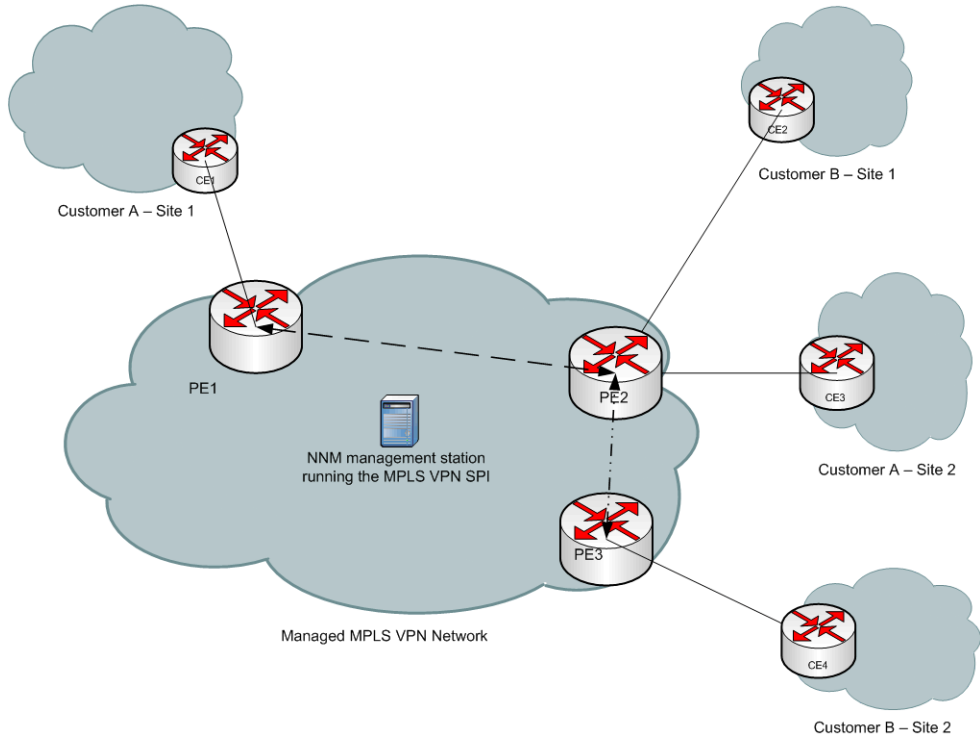 CE1
Customer A – Site 1
CE2
Customer B – Site 1
PE1
PE2
CE3
NNM management station
running the MPLS VPN SPI
Customer A – Site 2
PE3
Managed MPLS VPN Network
CE4
Customer B – Site 2